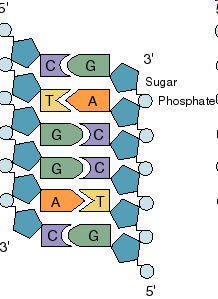 5'
C G 3'
Sugar
T A Phosphate
G C
G C
A T
C G
3'
5'